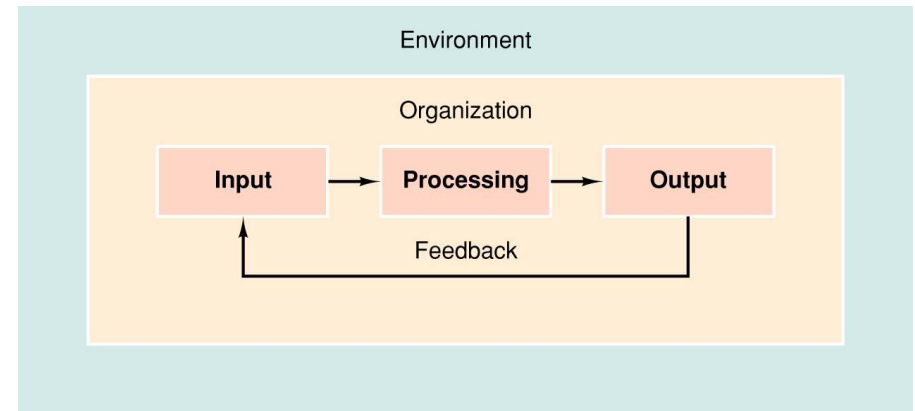 Environment
Organization
Input
Processing
Output
Feedback